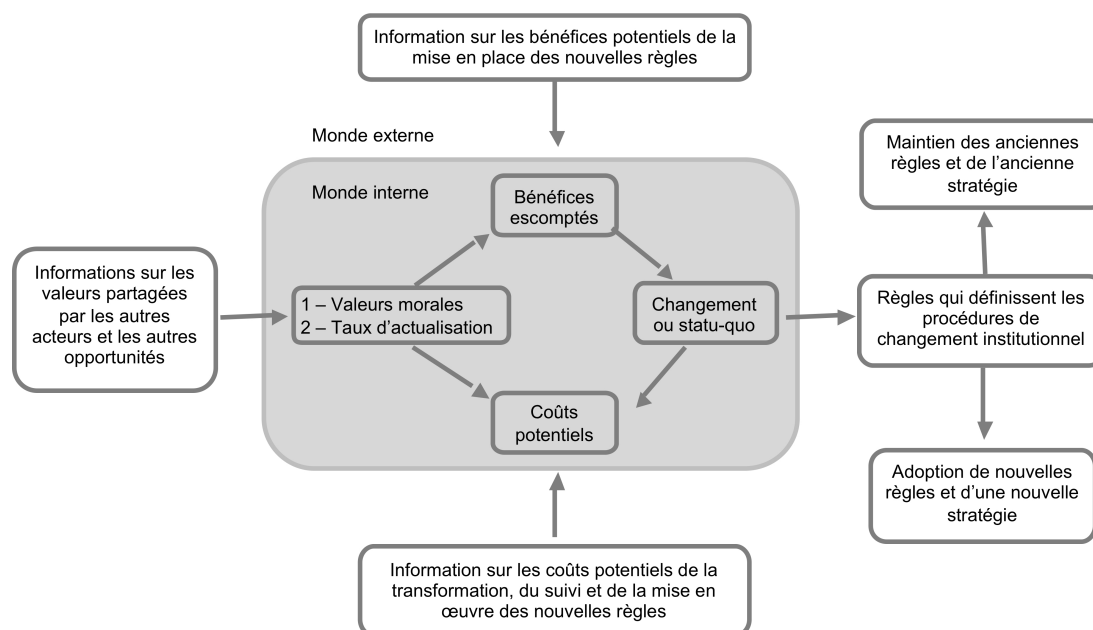 Information sur les bénéfices potentiels de la
mise en place des nouvelles règles
Monde externe
Monde interne
Bénéfices
escomptés
Informations sur les
valeurs partagées
par les autres
acteurs et les autres
opportunités
1 – Valeurs morales
2 – Taux d’actualisation
Changement
ou statu-quo
Coûts
potentiels
Maintien des anciennes
règles et de l’ancienne
stratégie
Règles qui définissent les
procédures de
changement institutionnel
Adoption de nouvelles
règles et d’une nouvelle
stratégie
Information sur les coûts potentiels de la
transformation, du suivi et de la mise en
œuvre des nouvelles règles